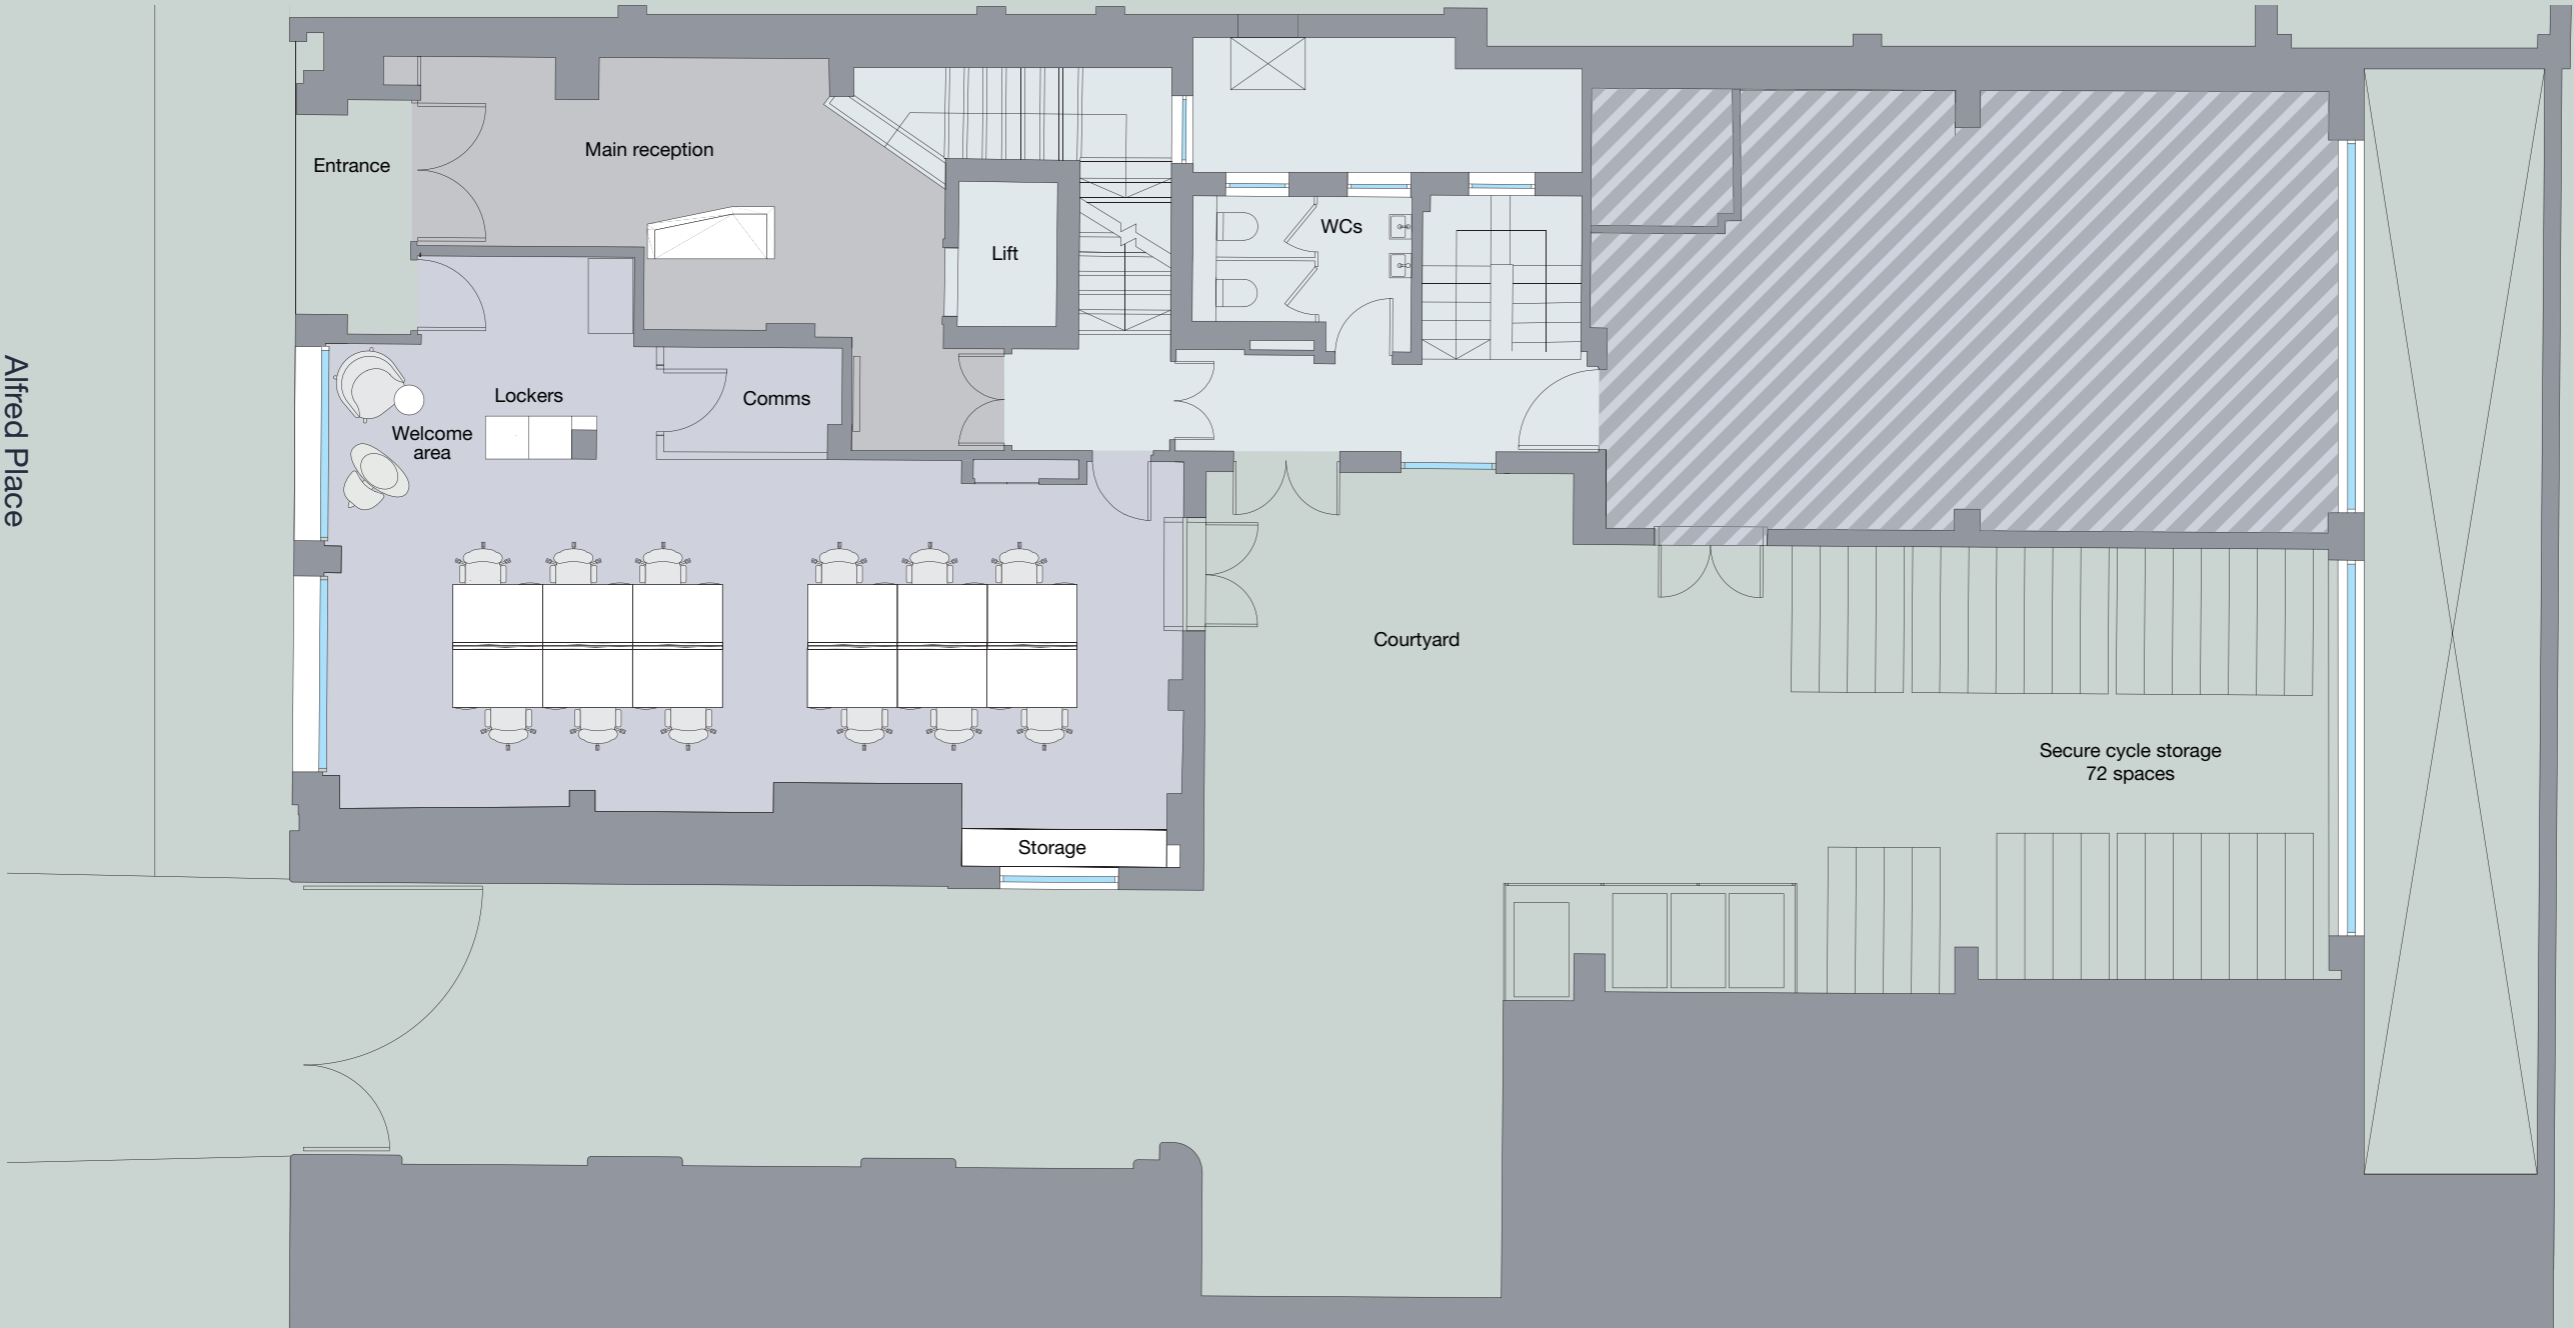 Entrance
Main reception
Lift
WCs
Lockers
Comms
Welcome
area
Alfred Place
Courtyard
Secure cycle storage
72 spaces
Storage